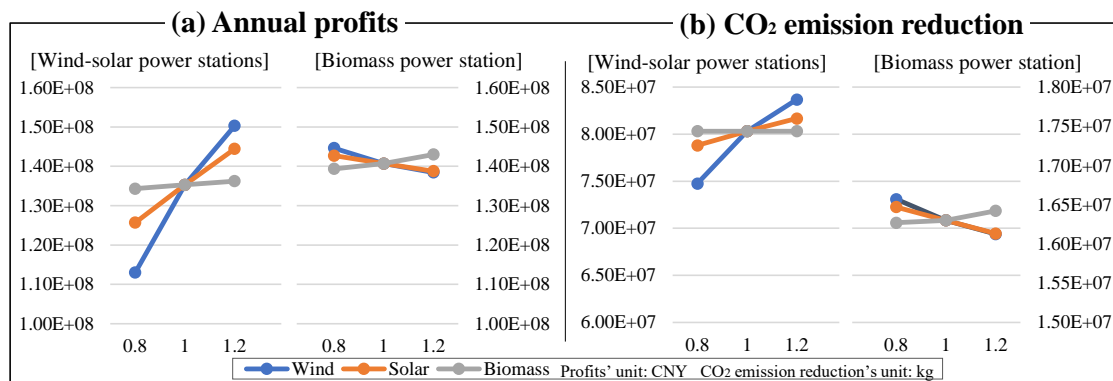 (a) Annual profits
(b) CO₂ emission reduction
[Wind-solar power stations]
[Biomass power station]
[Wind-solar power stations]
[Biomass power station]
1.60E+08
1.50E+08
1.40E+08
1.30E+08
1.20E+08
1.10E+08
1.00E+08
0.8 1 1.2
1.60E+08
1.50E+08
1.40E+08
1.30E+08
1.20E+08
1.10E+08
1.00E+08
0.8 1 1.2
8.50E+07
8.00E+07
7.50E+07
7.00E+07
6.50E+07
6.00E+07
0.8 1 1.2
1.80E+07
1.75E+07
1.70E+07
1.65E+07
1.60E+07
1.55E+07
1.50E+07
0.8 1 1.2
Wind Solar Biomass Profits' unit: CNY CO₂ emission reduction's unit: kg